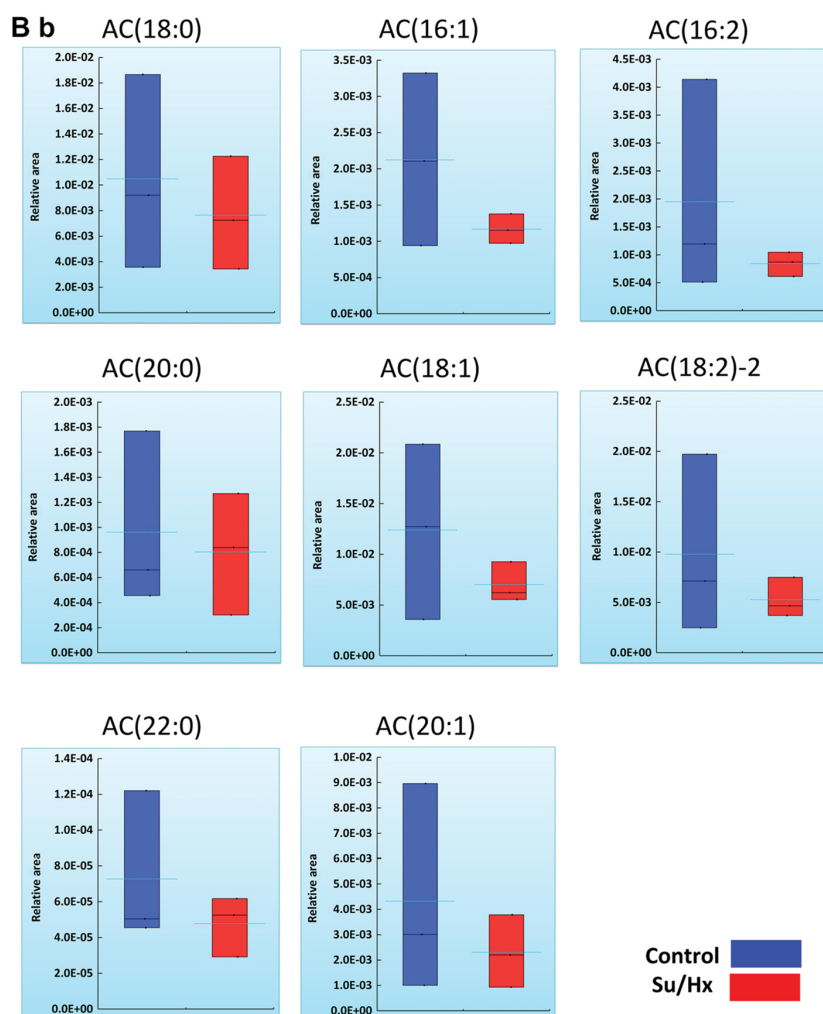 B b
AC(18:0)
2.0E-02
1.8E-02
1.6E-02
1.4E-02
1.2E-02
1.0E-02
8.0E-03
6.0E-03
4.0E-03
2.0E-03
0.0E+00
Relative area
AC(16:1)
3.5E-03
3.0E-03
2.5E-03
2.0E-03
1.5E-03
1.0E-03
5.0E-04
0.0E+00
Relative area
AC(16:2)
4.5E-03
4.0E-03
3.5E-03
3.0E-03
2.5E-03
2.0E-03
1.5E-03
1.0E-03
5.0E-04
0.0E+00
Relative area
AC(20:0)
2.0E-03
1.8E-03
1.6E-03
1.4E-03
1.2E-03
1.0E-03
8.0E-04
6.0E-04
4.0E-04
2.0E-04
0.0E+00
Relative area
AC(18:1)
2.5E-02
2.0E-02
1.5E-02
1.0E-02
5.0E-03
0.0E+00
Relative area
AC(18:2)-2
2.5E-02
2.0E-02
1.5E-02
1.0E-02
5.0E-03
0.0E+00
Relative area
AC(22:0)
1.4E-04
1.2E-04
1.0E-04
8.0E-05
6.0E-05
4.0E-05
2.0E-05
0.0E+00
Relative area
AC(20:1)
1.0E-02
9.0E-03
8.0E-03
7.0E-03
6.0E-03
5.0E-03
4.0E-03
3.0E-03
2.0E-03
1.0E-03
0.0E+00
Relative area
Control
Su/Hx